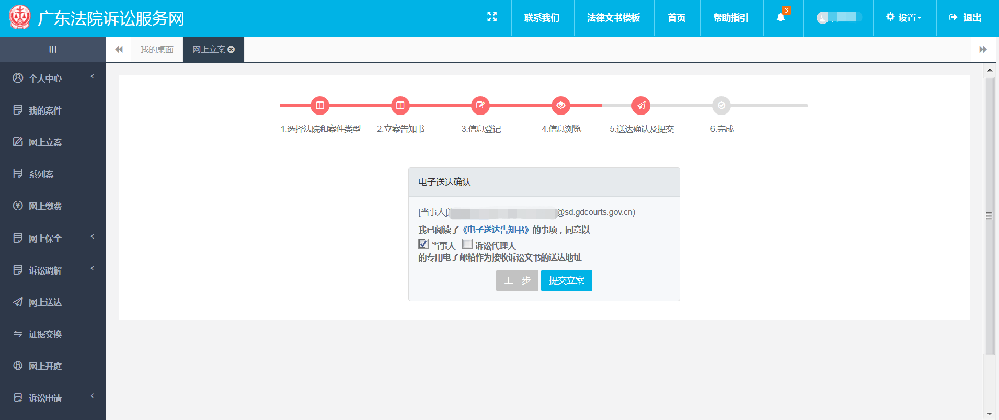 广东法院诉讼服务网
联系我们
法律文书模板
首页
帮助指引
3
设置
退出
我的桌面
网上立案
个人中心
我的案件
网上立案
系列案
网上缴费
网上保全
诉讼调解
网上送达
证据交换
网上开庭
诉讼申请
1.选择法院和案件类型
2.立案告知书
3.信息登记
4.信息浏览
5.送达确认及提交
6.完成
电子送达确认
[当事人] @sd.gdcourts.gov.cn)
我已阅读了《电子送达告知书》的事项，同意以
当事人 诉讼代理人
的专用电子邮箱作为接收诉讼文书的送达地址
上一步 提交立案